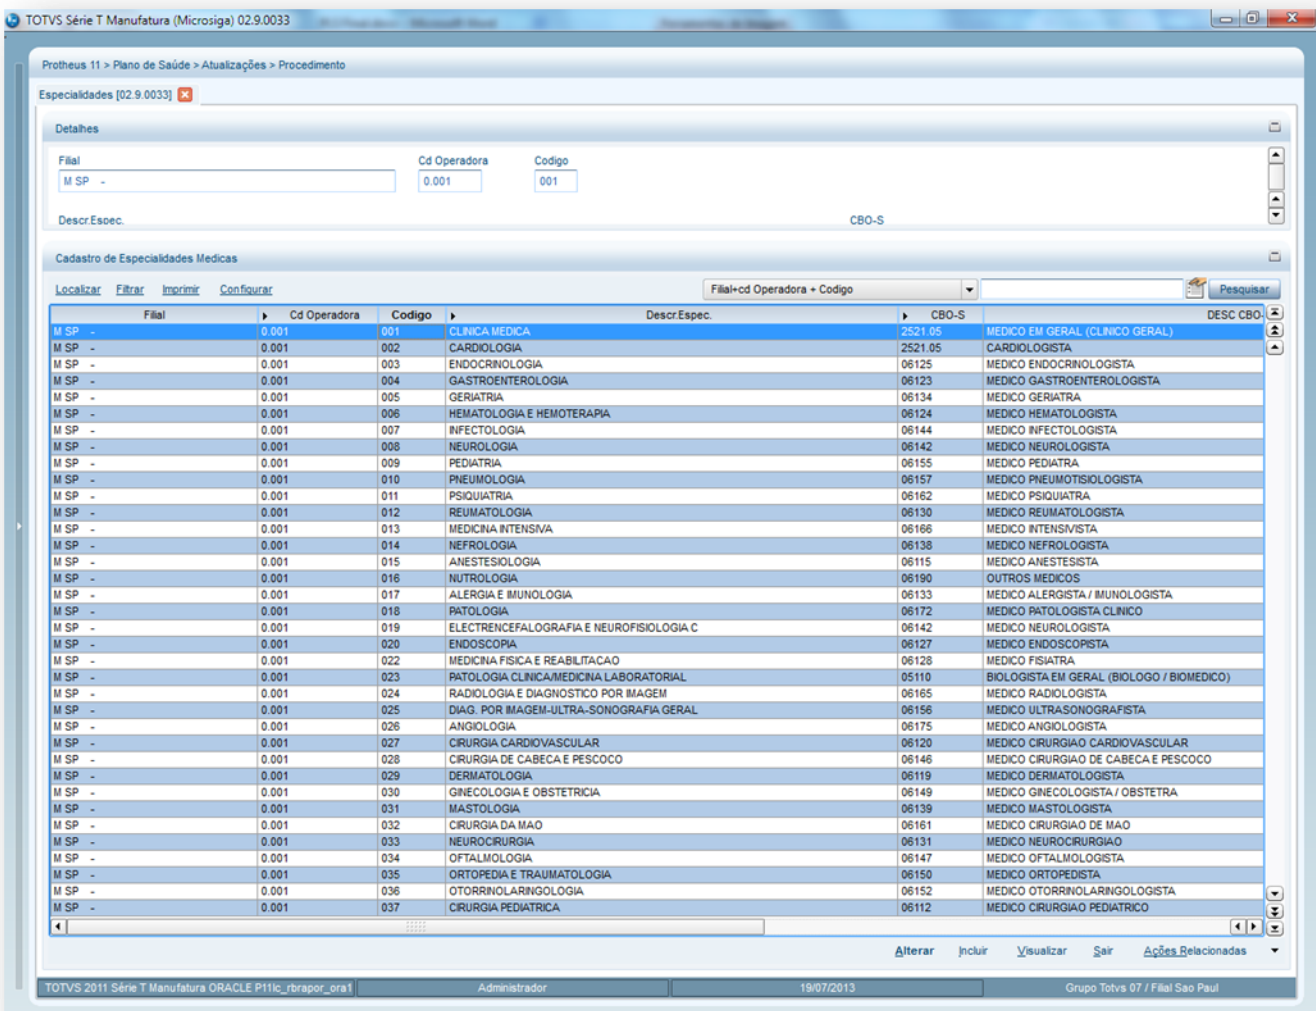 TOTVS Série T Manufatura (Microsiga) 02.9.0033
Protheus 11 > Plano de Saúde > Atualizações > Procedimento
Especialidades [02.9.0033]
Detalhes
Filial Cd Operadora Codigo
M SP - 0.001 001
Descr.Espec. CBO-S
Cadastro de Especialidades Medicas
Localizar Filtrar Imprimir Configurar Filial+cd Operadora + Codigo Pesquisar
Filial Cd Operadora Codigo Descr.Espec. CBO-S DESC CBO-
M SP - 0.001 001 CLINICA MEDICA 2521.05 MEDICO EM GERAL (CLINICO GERAL)
M SP - 0.001 002 CARDIOLOGIA 2521.05 CARDIOLOGISTA
M SP - 0.001 003 ENDOCRINOLOGIA 06125 MEDICO ENDOCRINOLOGISTA
M SP - 0.001 004 GASTROENTEROLOGIA 06123 MEDICO GASTROENTEROLOGISTA
M SP - 0.001 005 GERIATRIA 06134 MEDICO GERIATRA
M SP - 0.001 006 HEMATOLOGIA E HEMOTERAPIA 06124 MEDICO HEMATOLOGISTA
M SP - 0.001 007 INFECTOLOGIA 06144 MEDICO INFECTOLOGISTA
M SP - 0.001 008 NEUROLOGIA 06142 MEDICO NEUROLOGISTA
M SP - 0.001 009 PEDIATRIA 06155 MEDICO PEDIATRA
M SP - 0.001 010 PNEUMOLOGIA 06157 MEDICO PNEUMOTISIOLOGISTA
M SP - 0.001 011 PSIQUIATRIA 06162 MEDICO PSIQUIATRA
M SP - 0.001 012 REUMATOLOGIA 06130 MEDICO REUMATOLOGISTA
M SP - 0.001 013 MEDICINA INTENSIVA 06166 MEDICO INTENSIVISTA
M SP - 0.001 014 NEFROLOGIA 06138 MEDICO NEFROLOGISTA
M SP - 0.001 015 ANESTESIOLOGIA 06115 MEDICO ANESTESISTA
M SP - 0.001 016 NUTROLOGIA 06190 OUTROS MEDICOS
M SP - 0.001 017 ALERGIA E IMUNOLOGIA 06133 MEDICO ALERGISTA / IMUNOLOGISTA
M SP - 0.001 018 PATOLOGIA 06172 MEDICO PATOLOGISTA CLINICO
M SP - 0.001 019 ELECTRENCEFALOGRAFIA E NEUROFISIOLOGIA C 06142 MEDICO NEUROLOGISTA
M SP - 0.001 020 ENDOSCOPIA 06127 MEDICO ENDOSCOPISTA
M SP - 0.001 022 MEDICINA FISICA E REABILITACAO 06128 MEDICO FISIATRA
M SP - 0.001 023 PATOLOGIA CLINICA/MEDICINA LABORATORIAL 05110 BIOLOGISTA EM GERAL (BIOLOGO / BIOMEDICO)
M SP - 0.001 024 RADIOLOGIA E DIAGNOSTICO POR IMAGEM 06165 MEDICO RADIOLOGISTA
M SP - 0.001 025 DIAG. POR IMAGEM-ULTRA-SONOGRAFIA GERAL 06156 MEDICO ULTRASONOGRAFISTA
M SP - 0.001 026 ANGIOLOGIA 06175 MEDICO ANGIOLOGISTA
M SP - 0.001 027 CIRURGIA CARDIOVASCULAR 06120 MEDICO CIRURGIAO CARDIOVASCULAR
M SP - 0.001 028 CIRURGIA DE CABECA E PESCOCO 06146 MEDICO CIRURGIAO DE CABECA E PESCOCO
M SP - 0.001 029 DERMATOLOGIA 06119 MEDICO DERMATOLOGISTA
M SP - 0.001 030 GINECOLOGIA E OBSTETRICIA 06149 MEDICO GINECOLOGISTA / OBSTETRA
M SP - 0.001 031 MASTOLOGIA 06139 MEDICO MASTOLOGISTA
M SP - 0.001 032 CIRURGIA DA MAO 06161 MEDICO CIRURGIAO DE MAO
M SP - 0.001 033 NEUROCIRURGIA 06131 MEDICO NEUROCIRURGIAO
M SP - 0.001 034 OFTALMOLOGIA 06147 MEDICO OFTALMOLOGISTA
M SP - 0.001 035 ORTOPEDIA E TRAUMATOLOGIA 06150 MEDICO ORTOPEDISTA
M SP - 0.001 036 OTORRINOLARINGOLOGIA 06152 MEDICO OTORRINOLARINGOLOGISTA
M SP - 0.001 037 CIRURGIA PEDIATRICA 06112 MEDICO CIRURGIAO PEDIATRICO
Alterar Incluir Visualizar Sair Ações Relacionadas
TOTVS 2011 Série T Manufatura ORACLE P11lc_rbrapor_ora1 Administrador 19/07/2013 Grupo Totvs 07 / Filial Sao Paul